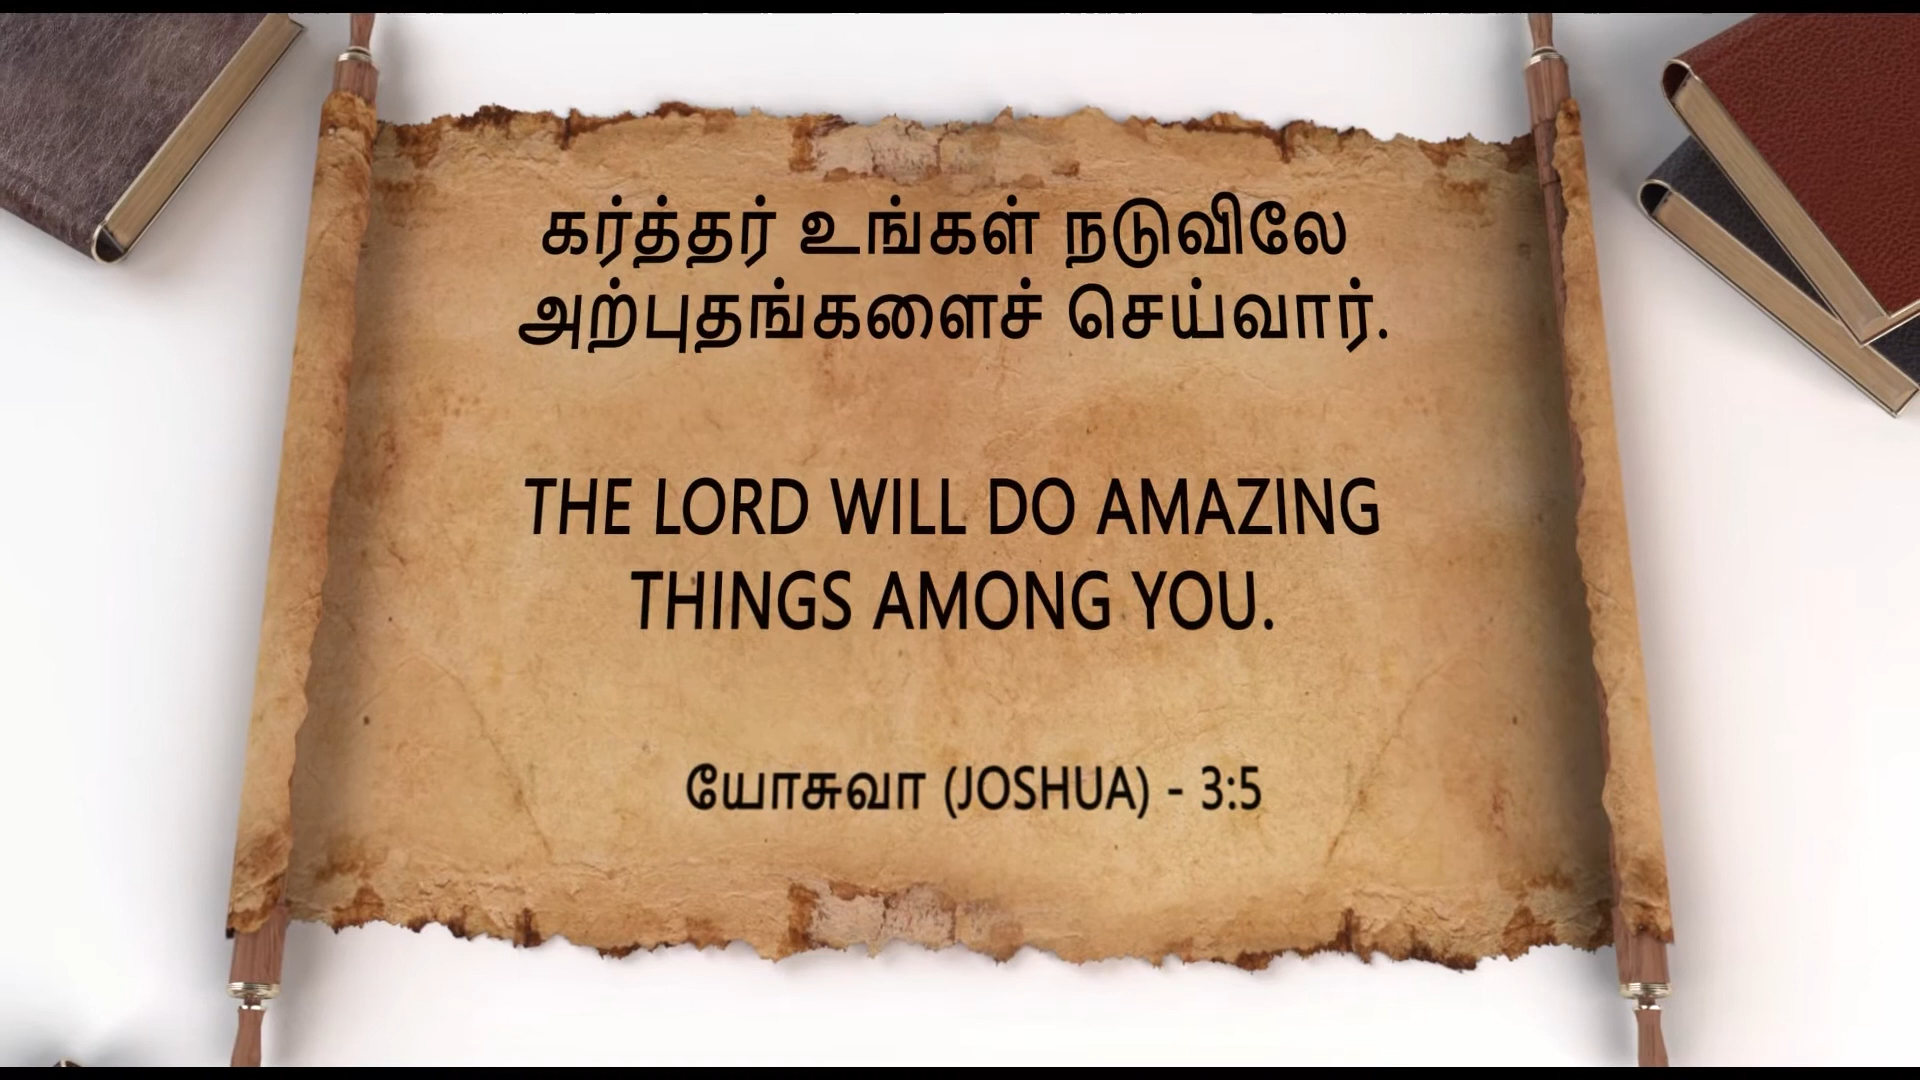 கர்த்தர் உங்கள் நடுவிலே
அற்புதங்களைச் செய்வார்.
THE LORD WILL DO AMAZING
THINGS AMONG YOU.
யோசுவா (JOSHUA) - 3:5